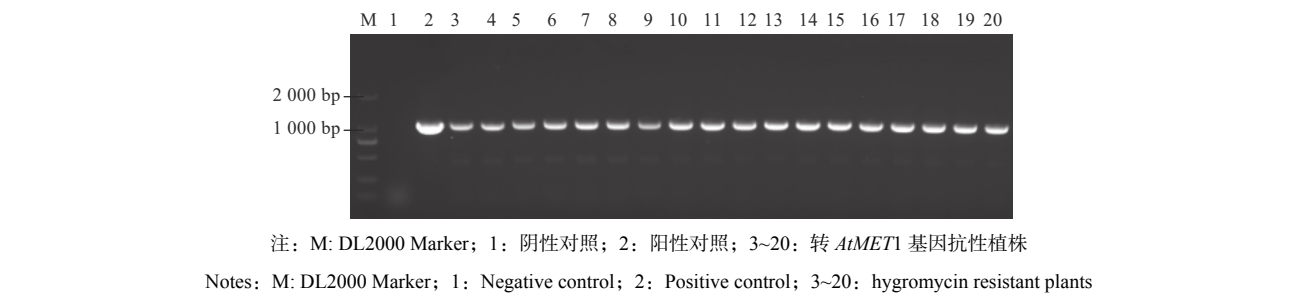 M 1 2 3 4 5 6 7 8 9 10 11 12 13 14 15 16 17 18 19 20
2 000 bp
1 000 bp
注：M: DL2000 Marker；1：阴性对照；2：阳性对照；3~20：转 AtMET1 基因抗性植株
Notes：M: DL2000 Marker；1：Negative control；2：Positive control；3~20：hygromycin resistant plants